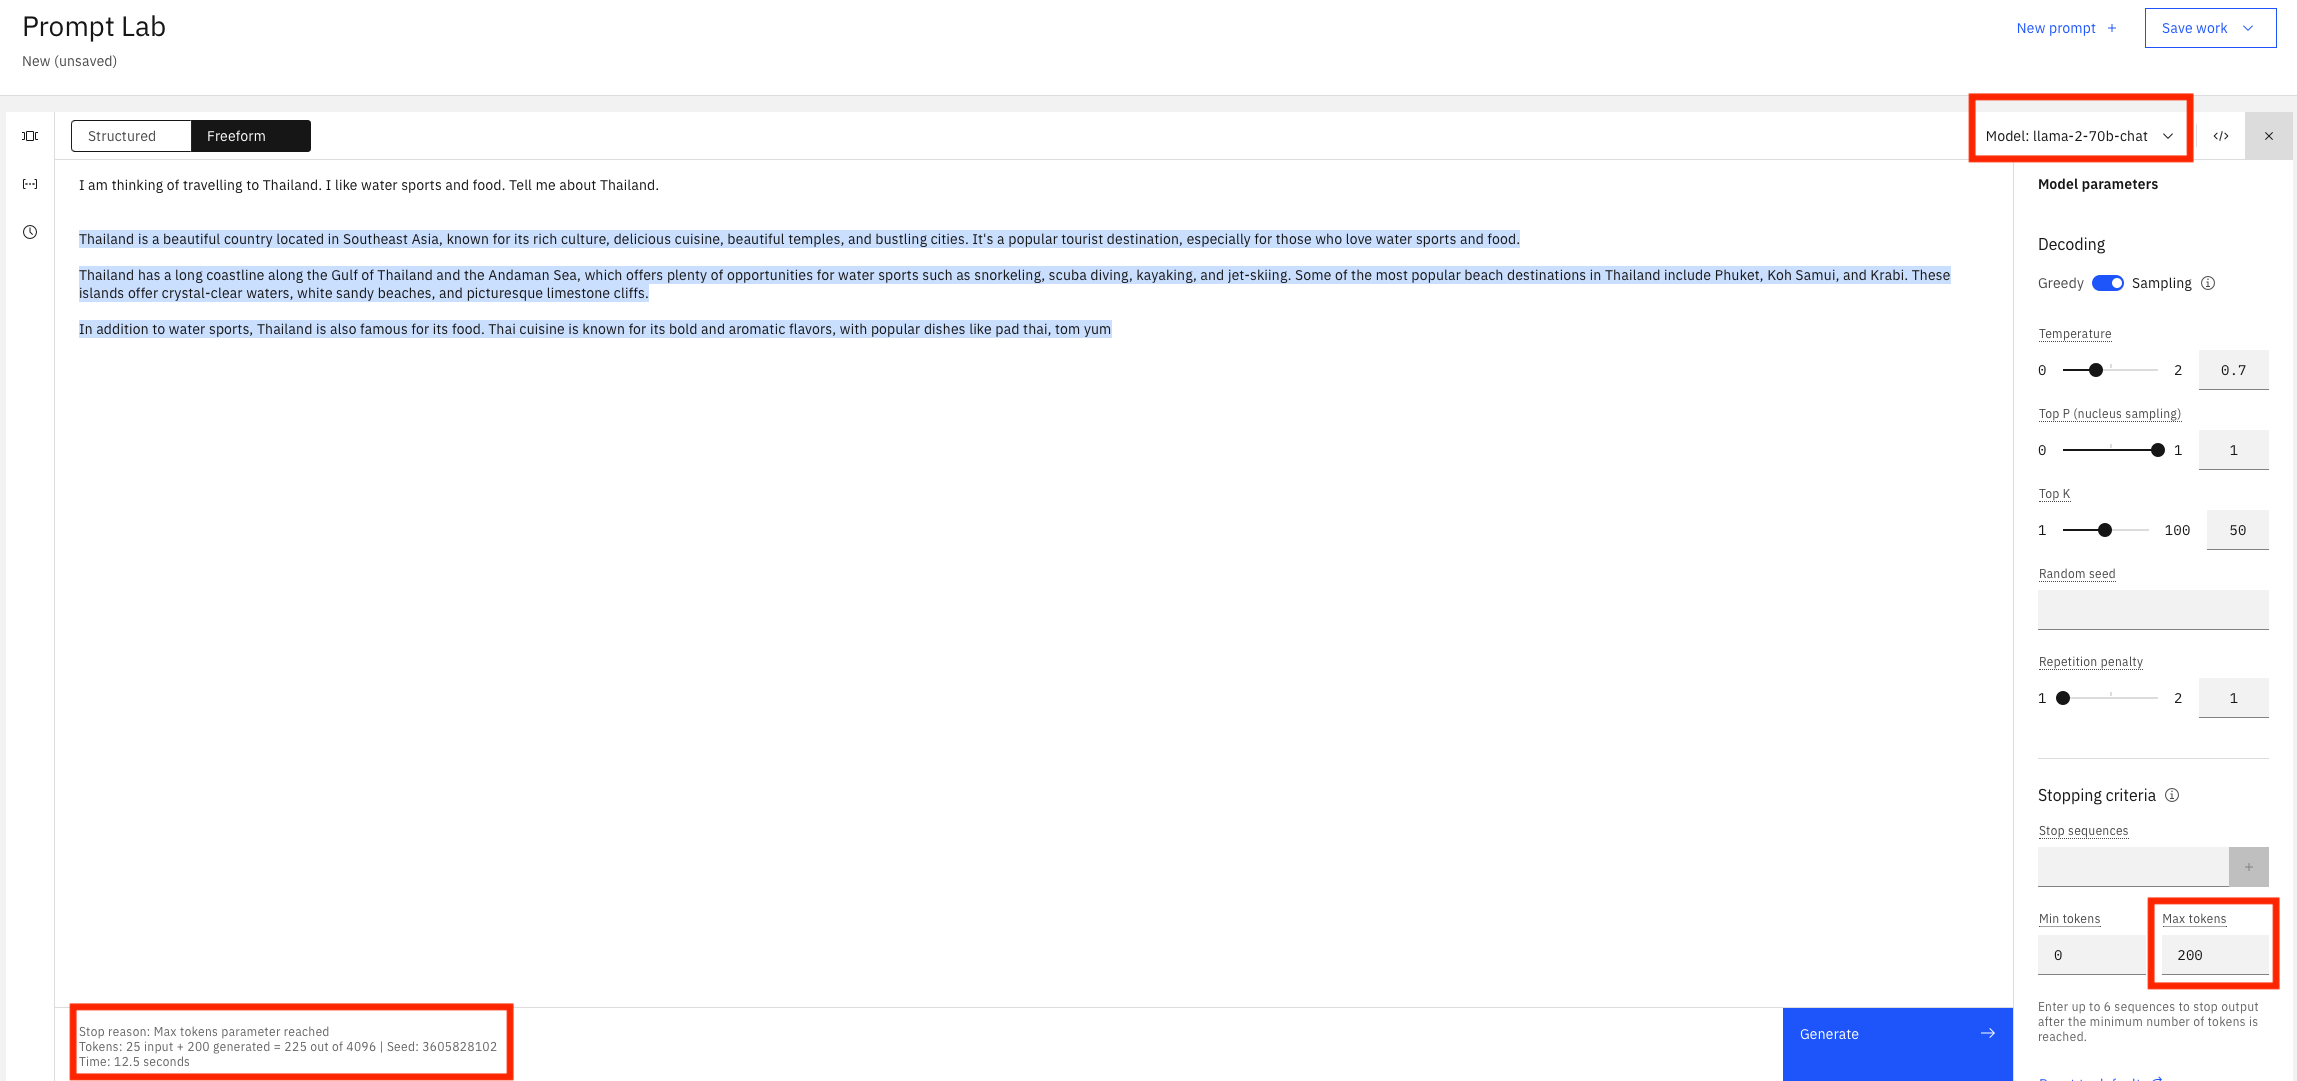 Prompt Lab
New (unsaved)
New prompt +
Save work
Structured
Freeform
Model: llama-2-70b-chat
</>
I am thinking of travelling to Thailand. I like water sports and food. Tell me about Thailand.
Thailand is a beautiful country located in Southeast Asia, known for its rich culture, delicious cuisine, beautiful temples, and bustling cities. It's a popular tourist destination, especially for those who love water sports and food.
Thailand has a long coastline along the Gulf of Thailand and the Andaman Sea, which offers plenty of opportunities for water sports such as snorkeling, scuba diving, kayaking, and jet-skiing. Some of the most popular beach destinations in Thailand include Phuket, Koh Samui, and Krabi. These
islands offer crystal-clear waters, white sandy beaches, and picturesque limestone cliffs.
In addition to water sports, Thailand is also famous for its food. Thai cuisine is known for its bold and aromatic flavors, with popular dishes like pad thai, tom yum
Stop reason: Max tokens parameter reached
Tokens: 25 input + 200 generated = 225 out of 4096 | Seed: 3605828102
Time: 12.5 seconds
Generate
Model parameters
Decoding
Greedy Sampling
Temperature
0 2 0.7
Top P (nucleus sampling)
0 1 1
Top K
1 100 50
Random seed
Repetition penalty
1 2 1
Stopping criteria
Stop sequences
+
Min tokens Max tokens
0 200
Enter up to 6 sequences to stop output
after the minimum number of tokens is
reached.